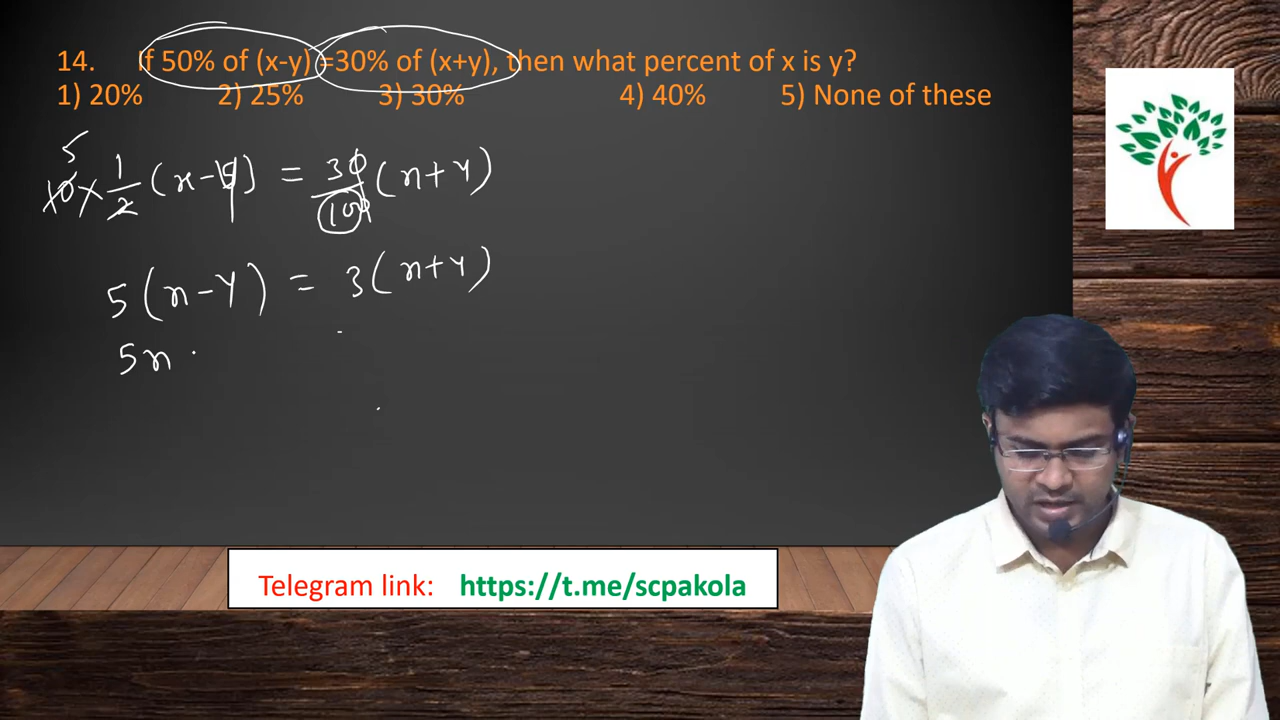 14. If 50% of (x-y) =30% of (x+y), then what percent of x is y?
1) 20% 2) 25% 3) 30% 4) 40% 5) None of these
5
10 × 1/2 (x-y) = 30/100 (x+y)
5 (x-y) = 3 (x+y)
5x
Telegram link: https://t.me/scpakola